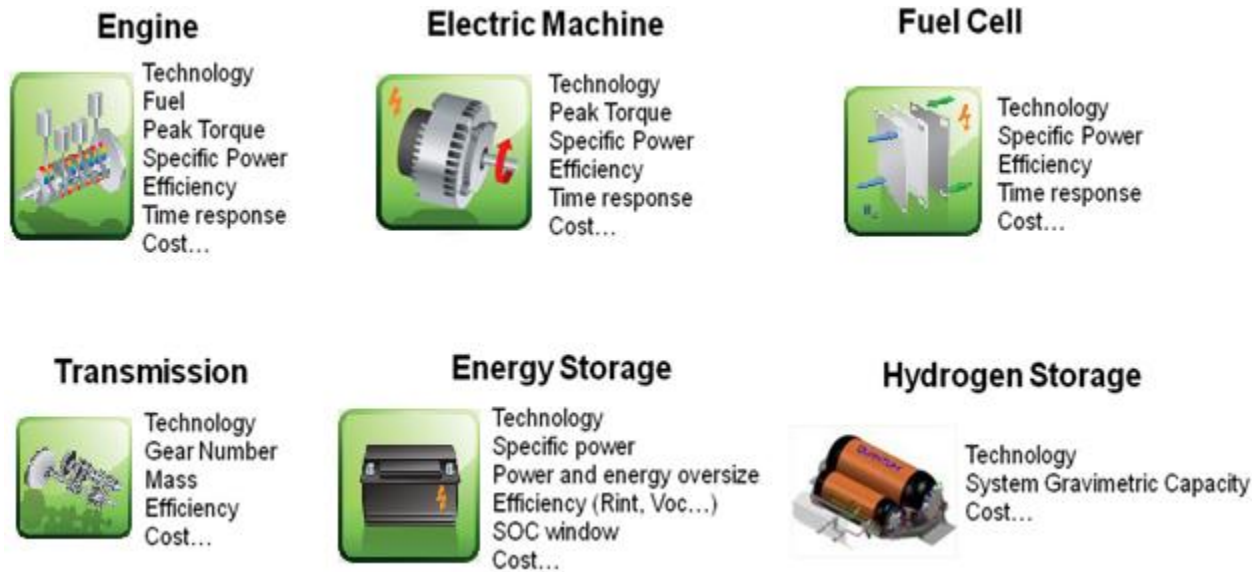 Engine
Technology
Fuel
Peak Torque
Specific Power
Efficiency
Time response
Cost…
Electric Machine
Technology
Peak Torque
Specific Power
Efficiency
Time response
Cost…
Fuel Cell
Technology
Specific Power
Efficiency
Time response
Cost…
Transmission
Technology
Gear Number
Mass
Efficiency
Cost…
Energy Storage
Technology
Specific power
Power and energy oversize
Efficiency (Rint, Voc…)
SOC window
Cost…
Hydrogen Storage
QUANTUM
Technology
System Gravimetric Capacity
Cost…